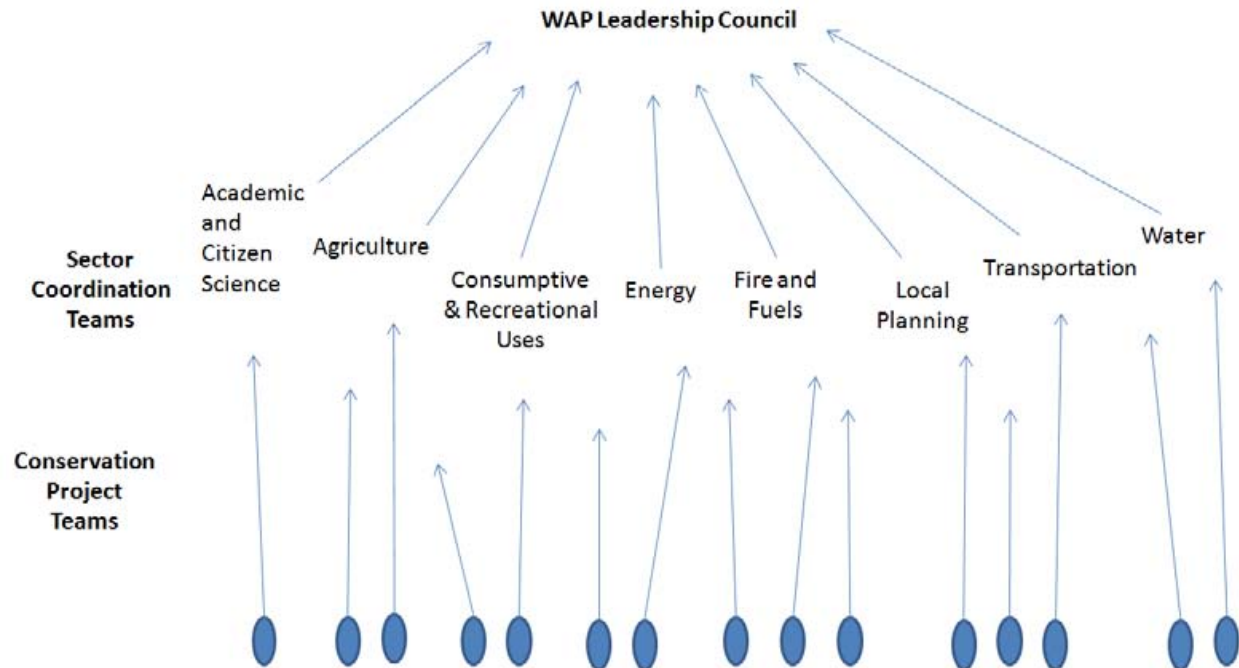 WAP Leadership Council
Academic
and
Citizen
Science
Agriculture
Consumptive
& Recreational
Uses
Energy
Fire and
Fuels
Local
Planning
Transportation
Water
Sector
Coordination
Teams
Conservation
Project
Teams